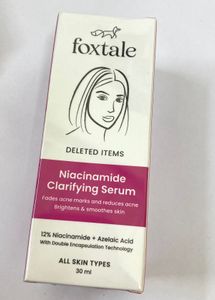 foxtale
DELETED ITEMS
Niacinamide
Clarifying Serum
Fades acne marks and reduces acne
Brightens & smoothes skin
12% Niacinamide + Azelaic Acid
With Double Encapsulation Technology
ALL SKIN TYPES
30 ml